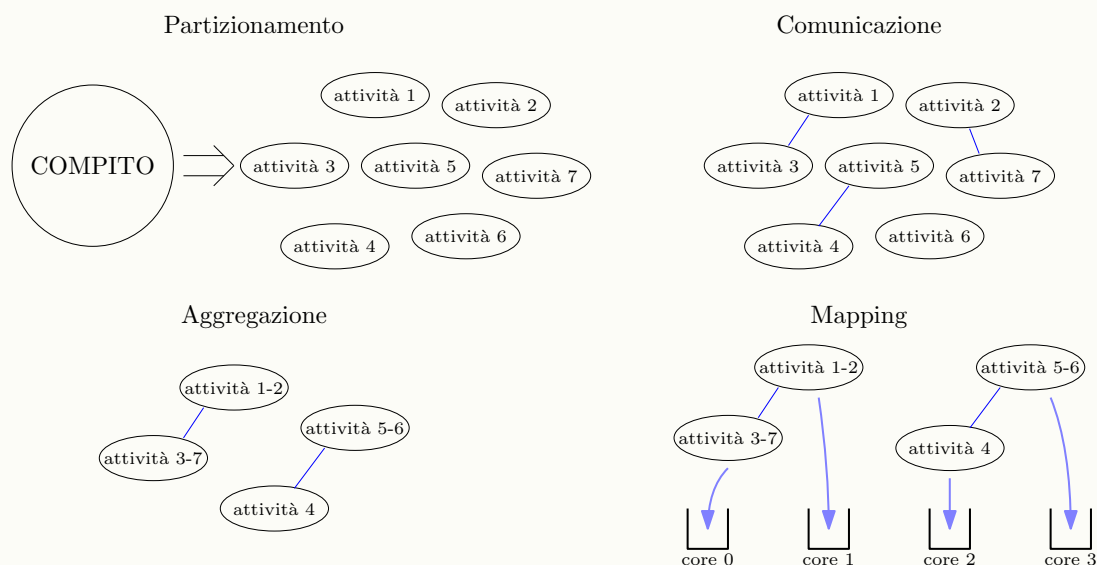 Partizionamento
COMPITO
attività 1
attività 2
attività 3
attività 5
attività 7
attività 4
attività 6
Comunicazione
attività 1
attività 2
attività 3
attività 5
attività 7
attività 4
attività 6
Aggregazione
attività 1-2
attività 5-6
attività 3-7
attività 4
Mapping
attività 1-2
attività 5-6
attività 3-7
attività 4
core 0
core 1
core 2
core 3